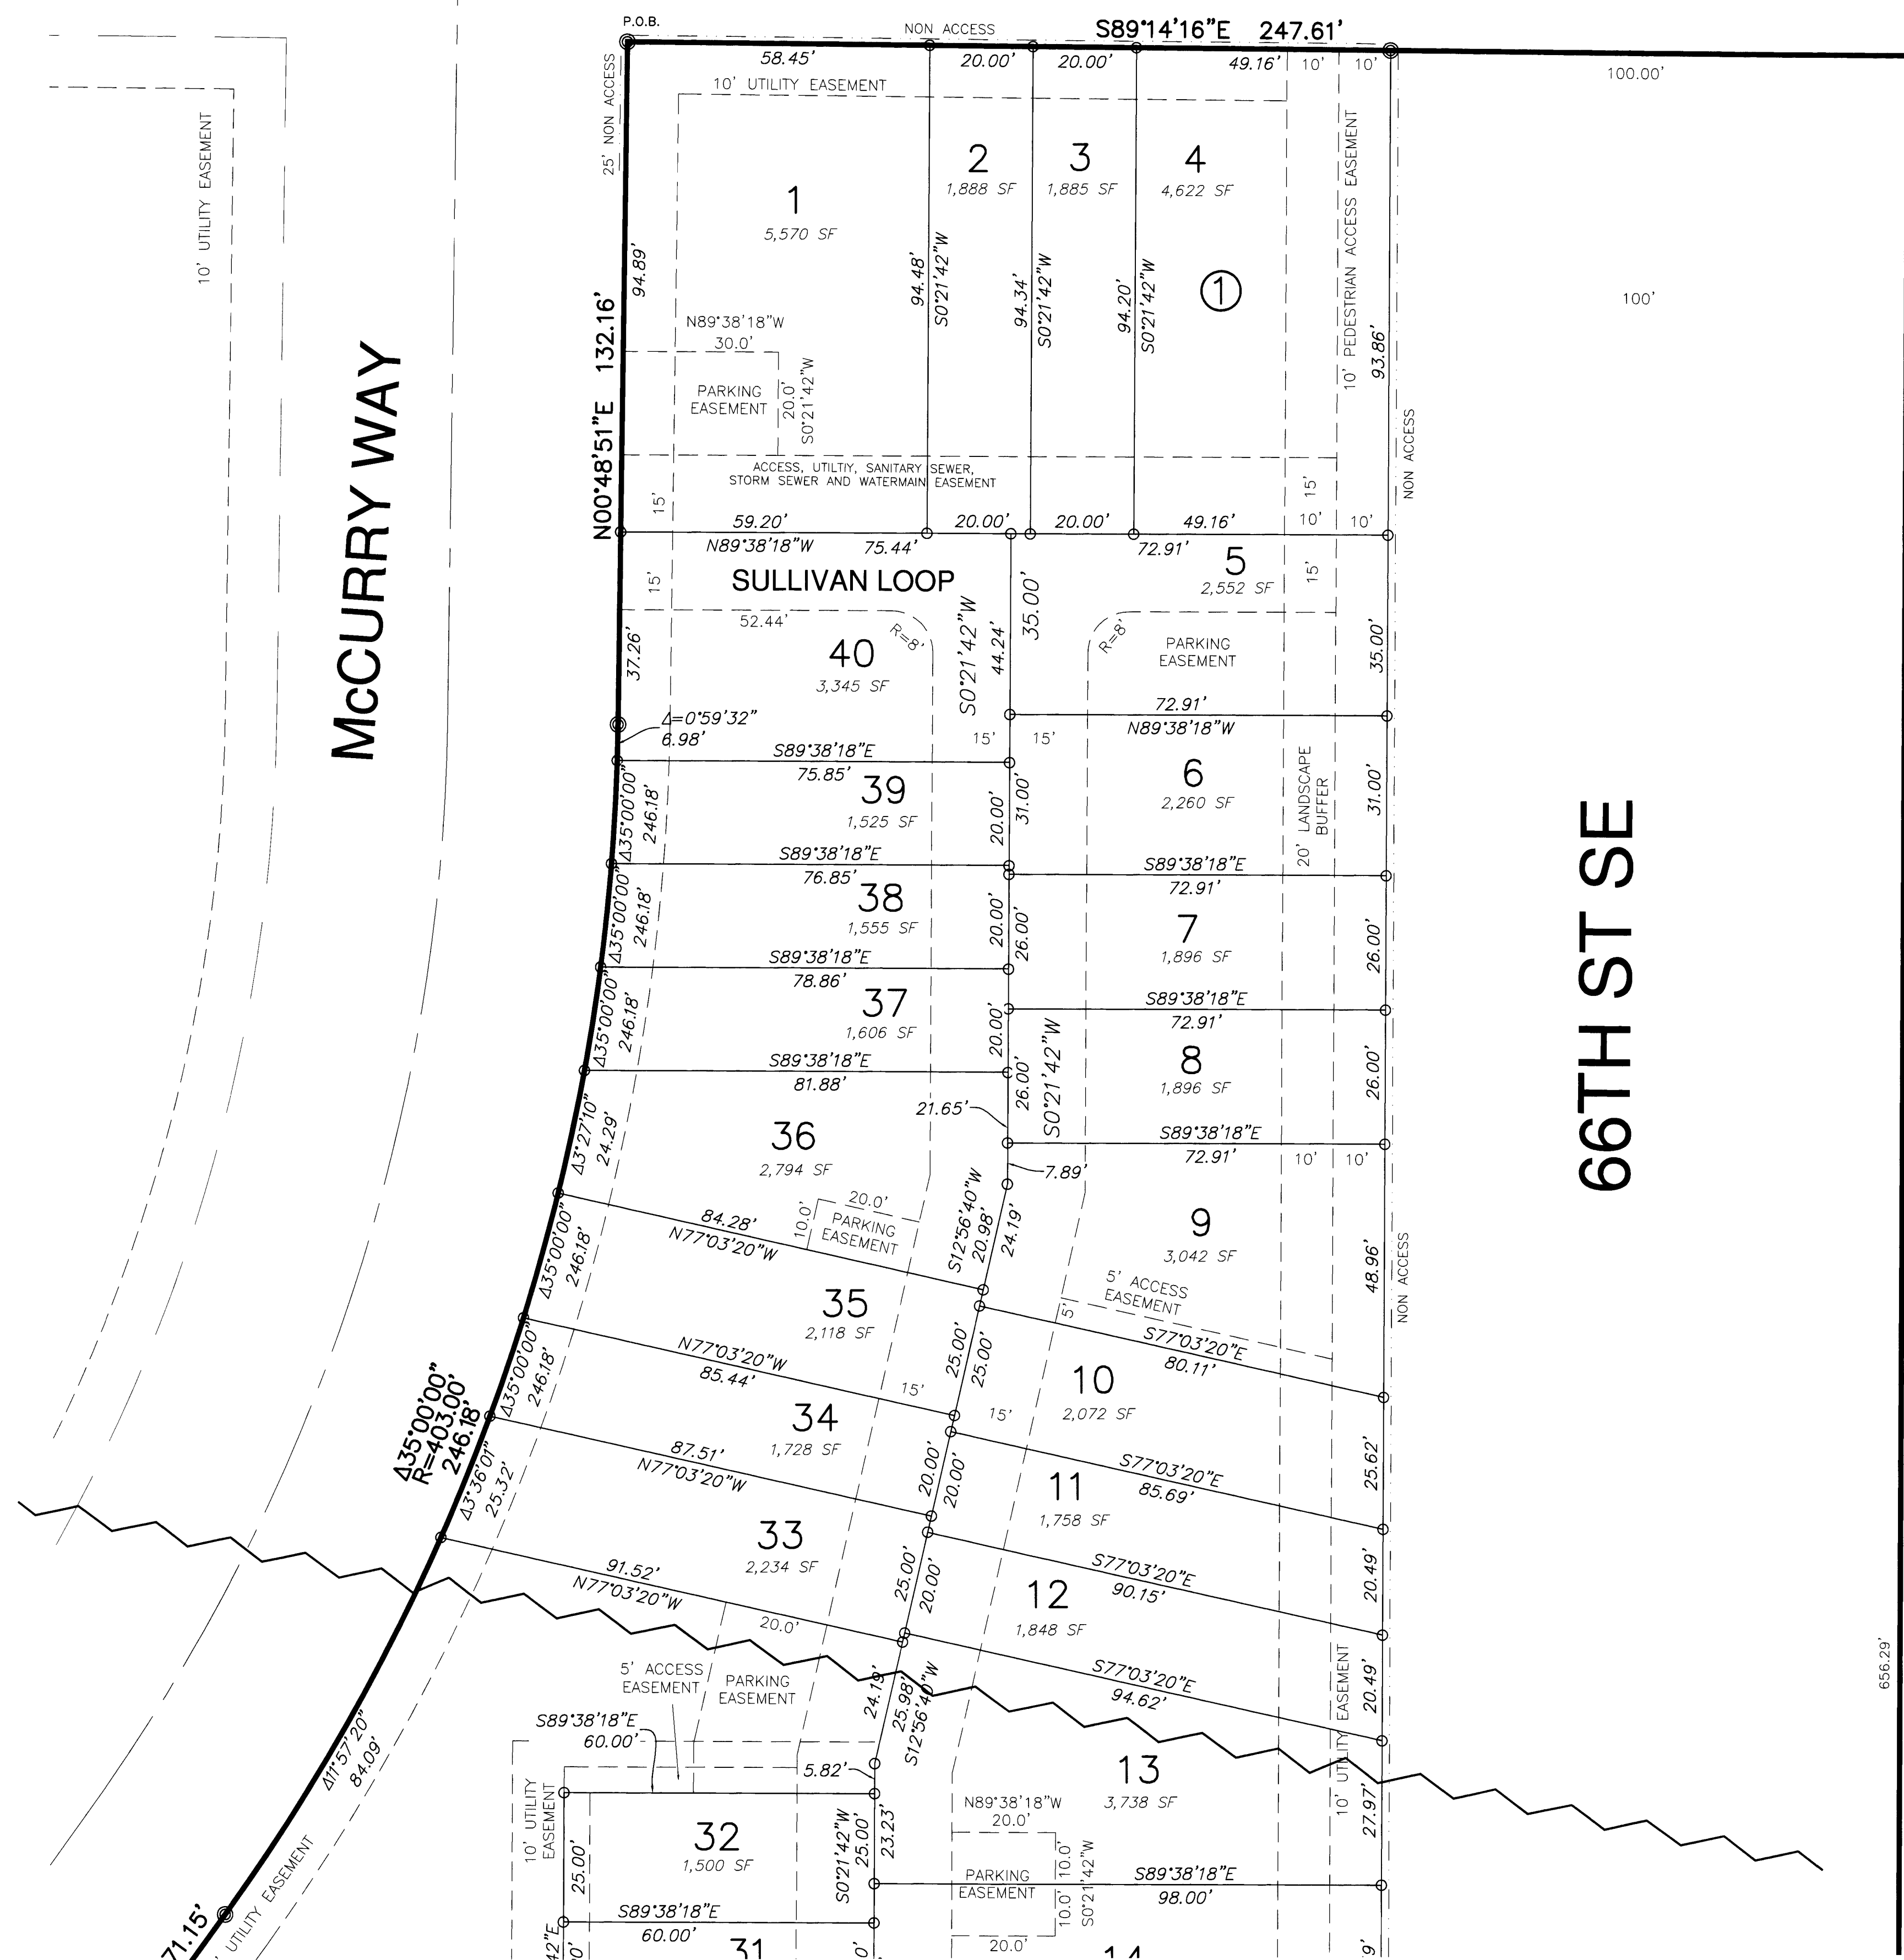 P.O.B.
NON ACCESS
S89°14'16"E 247.61'
58.45'
20.00'
20.00'
49.16'
10'
10'
100.00'
10' UTILITY EASEMENT
10' UTILITY EASEMENT
25' NON ACCESS
1
5,570 SF
2
1,888 SF
3
1,885 SF
4
4,622 SF
1
10' PEDESTRIAN ACCESS EASEMENT
100'
94.89'
94.48'
S0°21'42"W
94.34'
S0°21'42"W
94.20'
S0°21'42"W
93.86'
N00°48'51"E 132.16'
N89°38'18"W
30.0'
PARKING
EASEMENT
20.0'
S0°21'42"W
McCURRY WAY
NON ACCESS
ACCESS, UTILTIY, SANITARY SEWER,
STORM SEWER AND WATERMAIN EASEMENT
15'
15'
59.20'
20.00'
20.00'
49.16'
10'
10'
N89°38'18"W
75.44'
72.91'
5
2,552 SF
SULLIVAN LOOP
15'
15'
52.44'
R=8'
S0°21'42"W
44.24'
35.00'
R=8'
PARKING
EASEMENT
35.00'
37.26'
40
3,345 SF
72.91'
N89°38'18"W
Δ=0°59'32"
6.98'
15'
15'
S89°38'18"E
75.85'
39
1,525 SF
Δ35°00'00"
246.18'
20.00'
31.00'
6
2,260 SF
20' LANDSCAPE
BUFFER
31.00'
66TH ST SE
S89°38'18"E
76.85'
S89°38'18"E
72.91'
38
1,555 SF
Δ35°00'00"
246.18'
20.00'
26.00'
7
1,896 SF
26.00'
S89°38'18"E
78.86'
37
1,606 SF
Δ35°00'00"
246.18'
20.00'
S89°38'18"E
72.91'
S0°21'42"W
26.00'
8
1,896 SF
26.00'
S89°38'18"E
81.88'
21.65'
S89°38'18"E
72.91'
10'
10'
36
2,794 SF
Δ3°27'10"
24.29'
7.89'
20.0'
10.0'
PARKING
EASEMENT
S12°56'40"W
20.98'
24.19'
9
3,042 SF
48.96'
NON ACCESS
84.28'
N77°03'20"W
5' ACCESS
EASEMENT
5'
Δ35°00'00"
246.18'
35
2,118 SF
25.00'
25.00'
S77°03'20"E
80.11'
N77°03'20"W
85.44'
15'
15'
10
2,072 SF
Δ35°00'00"
246.18'
Δ35°00'00"
R=403.00'
246.18'
34
1,728 SF
20.00'
20.00'
25.62'
87.51'
N77°03'20"W
S77°03'20"E
85.69'
11
1,758 SF
Δ3°36'01"
25.32'
33
2,234 SF
25.00'
20.00'
20.49'
S77°03'20"E
90.15'
91.52'
N77°03'20"W
12
1,848 SF
20.0'
20.49'
S77°03'20"E
94.62'
10' UTILITY EASEMENT
656.29'
5' ACCESS
EASEMENT
PARKING
EASEMENT
24.19'
25.98'
S12°56'40"W
S89°38'18"E
60.00'
5.82'
Δ11°57'20"
84.09'
13
3,738 SF
27.97'
10' UTILITY
EASEMENT
25.00'
32
1,500 SF
S0°21'42"W
25.00'
23.23'
N89°38'18"W
20.0'
PARKING
EASEMENT
10.0'
10.0'
S0°21'42"W
S89°38'18"E
98.00'
S89°38'18"E
60.00'
20.0'
71.15'
' UTILITY EASEMENT
42"E
0'
31
0'
14
9'